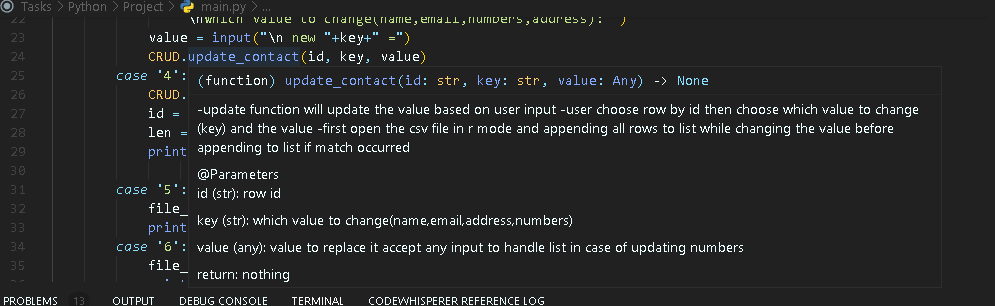 Tasks > Python > Project > main.py > ...
22 \nwhich value to change(name,email,numbers,address): ")
23 value = input("\n new "+key+" =")
24 CRUD.update_contact(id, key, value)
25 case '4':
(function) update_contact(id: str, key: str, value: Any) -> None
26 CRUD.
-update function will update the value based on user input -user choose row by id then choose which value to change
27 id =
(key) and the value -first open the csv file in r mode and appending all rows to list while changing the value before
28 len =
appending to list if match occurred
29 print
30
@Parameters
31 case '5':
id (str): row id
32 file_
key (str): which value to change(name,email,address,numbers)
33 print
34 case '6':
value (any): value to replace it accept any input to handle list in case of updating numbers
35 file_
return: nothing
PROBLEMS 13 OUTPUT DEBUG CONSOLE TERMINAL CODEWHISPERER REFERENCE LOG